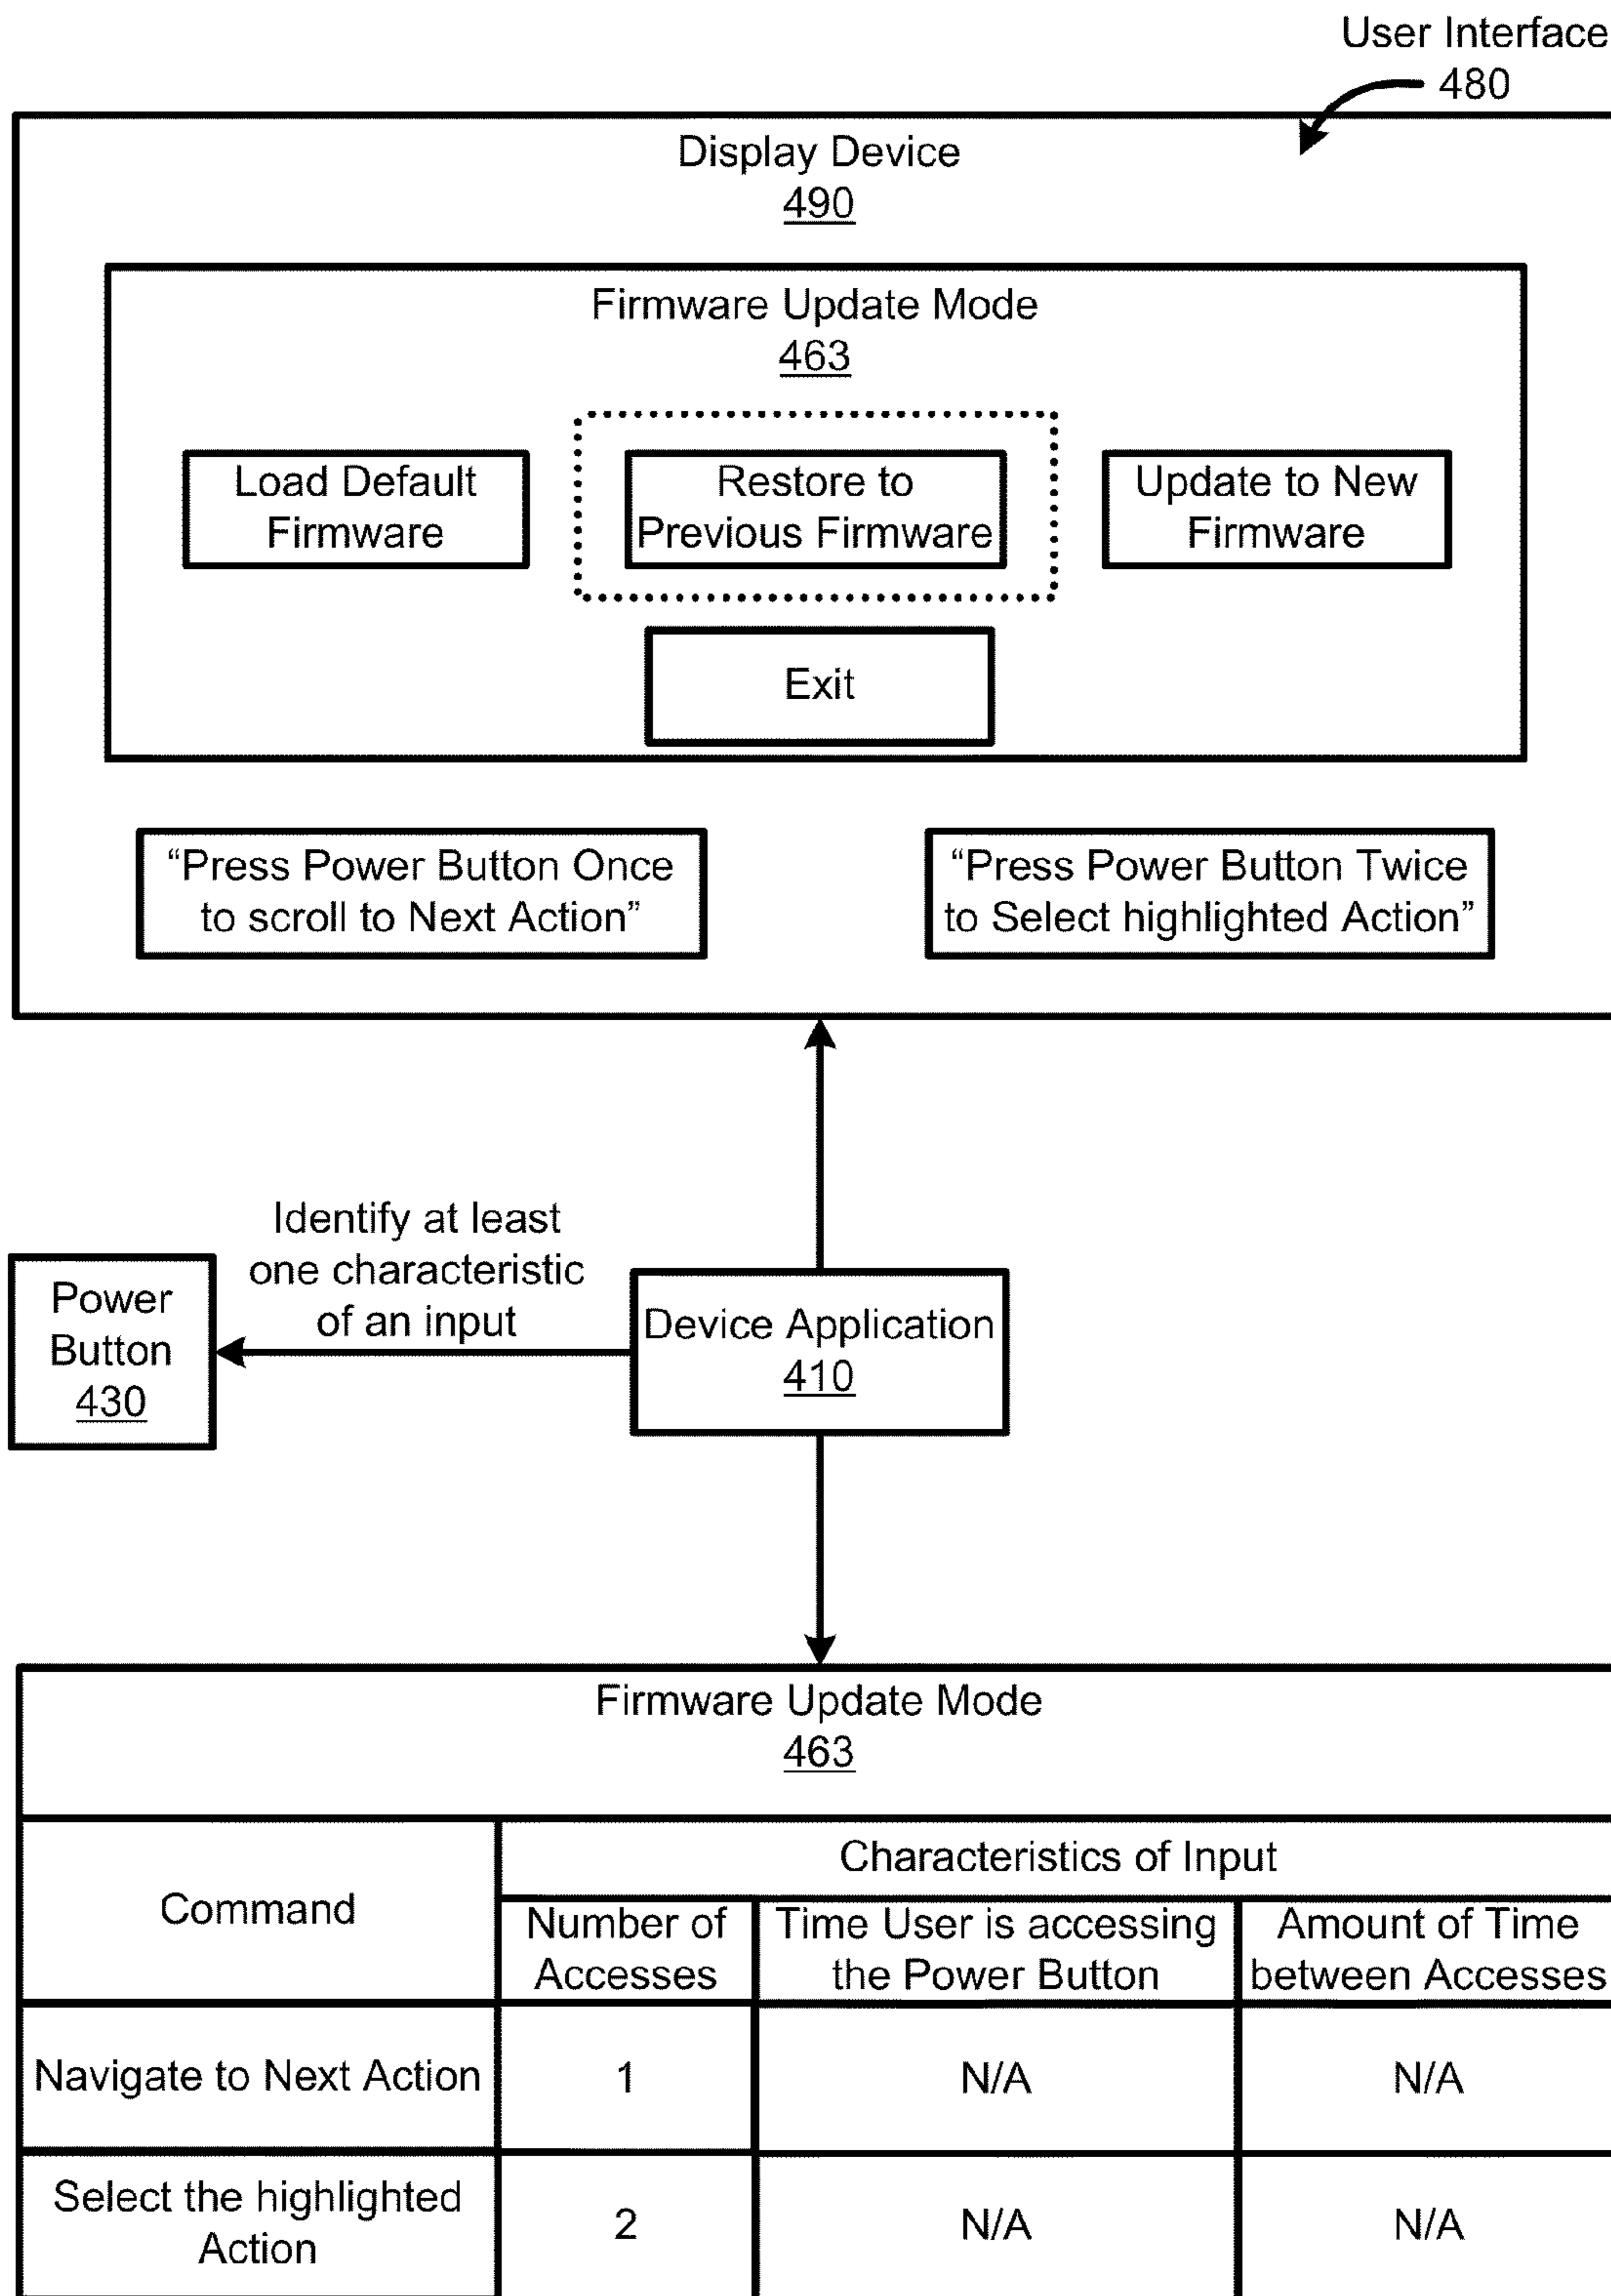 User Interface
480
Display Device
490
Firmware Update Mode
463
Load Default
Firmware
Restore to
Previous Firmware
Update to New
Firmware
Exit
“Press Power Button Once
to scroll to Next Action”
“Press Power Button Twice
to Select highlighted Action”
Identify at least
one characteristic
of an input
Power
Button
430
Device Application
410
Firmware Update Mode
463
Command
Characteristics of Input
Number of
Accesses
Time User is accessing
the Power Button
Amount of Time
between Accesses
Navigate to Next Action
1
N/A
N/A
Select the highlighted
Action
2
N/A
N/A